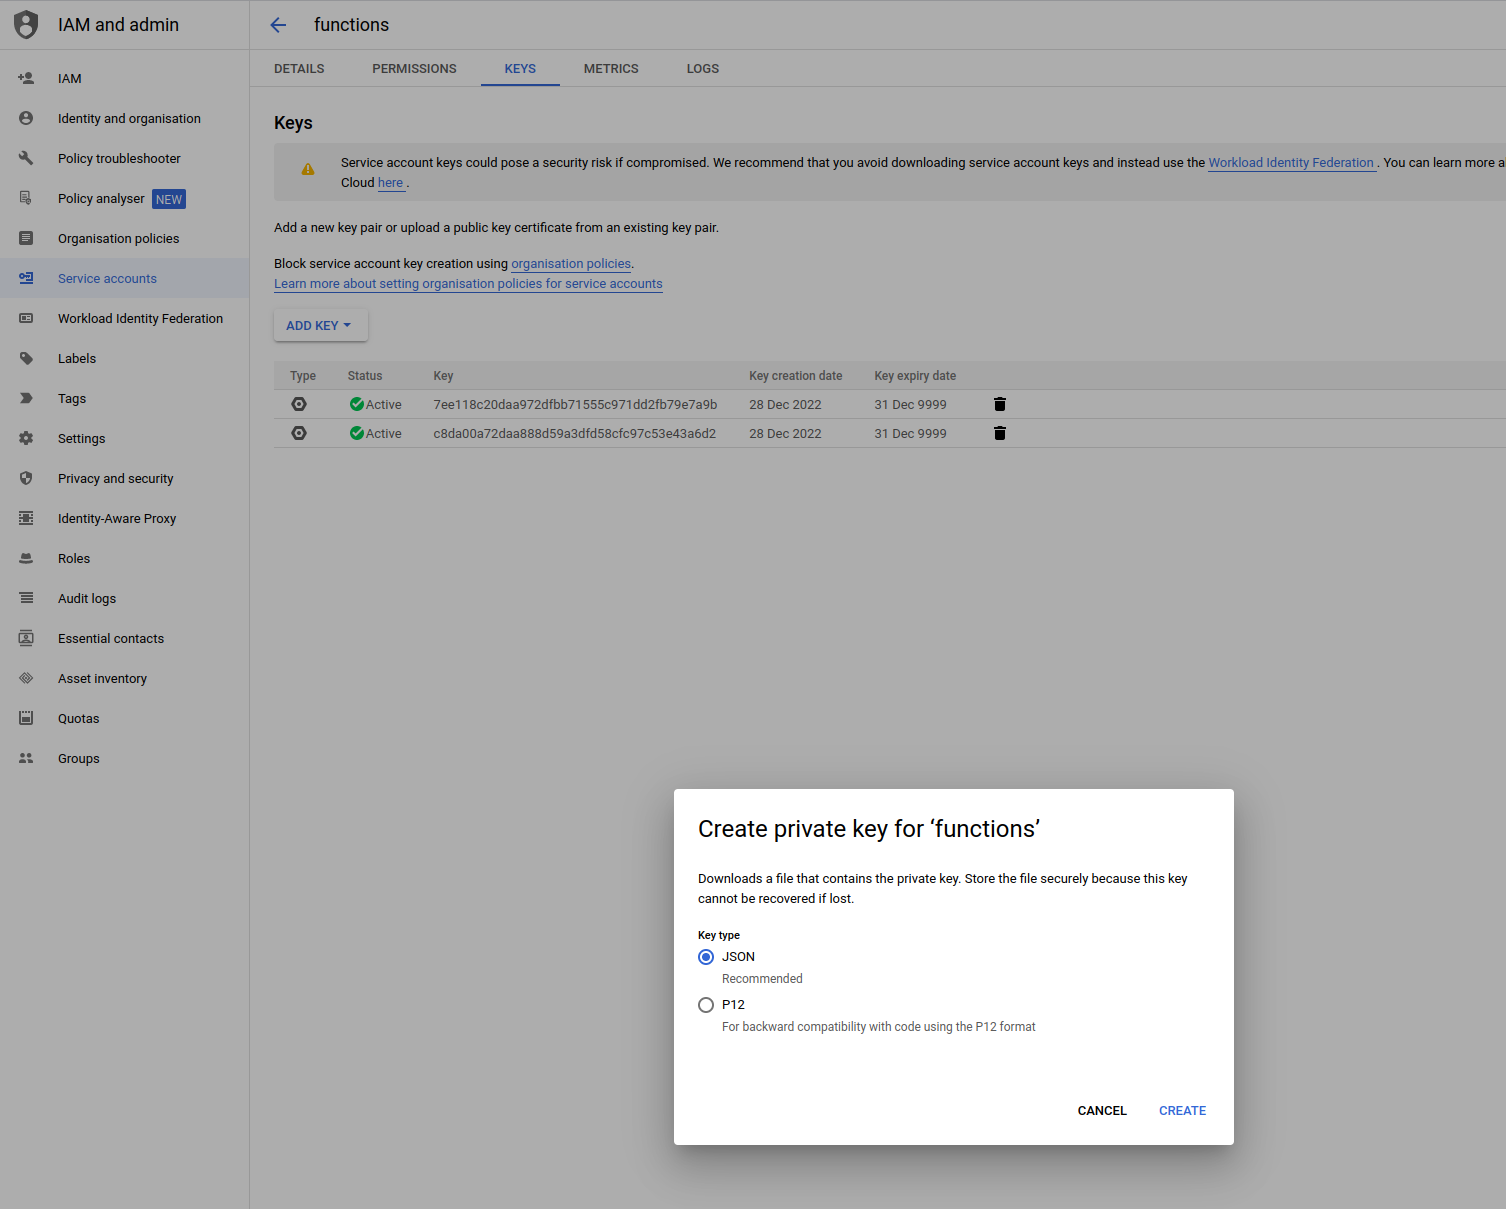 IAM and admin
functions
IAM
Identity and organisation
Policy troubleshooter
Policy analyser NEW
Organisation policies
Service accounts
Workload Identity Federation
Labels
Tags
Settings
Privacy and security
Identity-Aware Proxy
Roles
Audit logs
Essential contacts
Asset inventory
Quotas
Groups
DETAILS PERMISSIONS KEYS METRICS LOGS
Keys
Service account keys could pose a security risk if compromised. We recommend that you avoid downloading service account keys and instead use the Workload Identity Federation . You can learn more a
Cloud here .
Add a new key pair or upload a public key certificate from an existing key pair.
Block service account key creation using organisation policies.
Learn more about setting organisation policies for service accounts
ADD KEY
Type Status Key Key creation date Key expiry date
Active 7ee118c20daa972dfbb71555c971dd2fb79e7a9b 28 Dec 2022 31 Dec 9999
Active c8da00a72daa888d59a3dfd58cfc97c53e43a6d2 28 Dec 2022 31 Dec 9999
Create private key for ‘functions’
Downloads a file that contains the private key. Store the file securely because this key
cannot be recovered if lost.
Key type
JSON
Recommended
P12
For backward compatibility with code using the P12 format
CANCEL CREATE